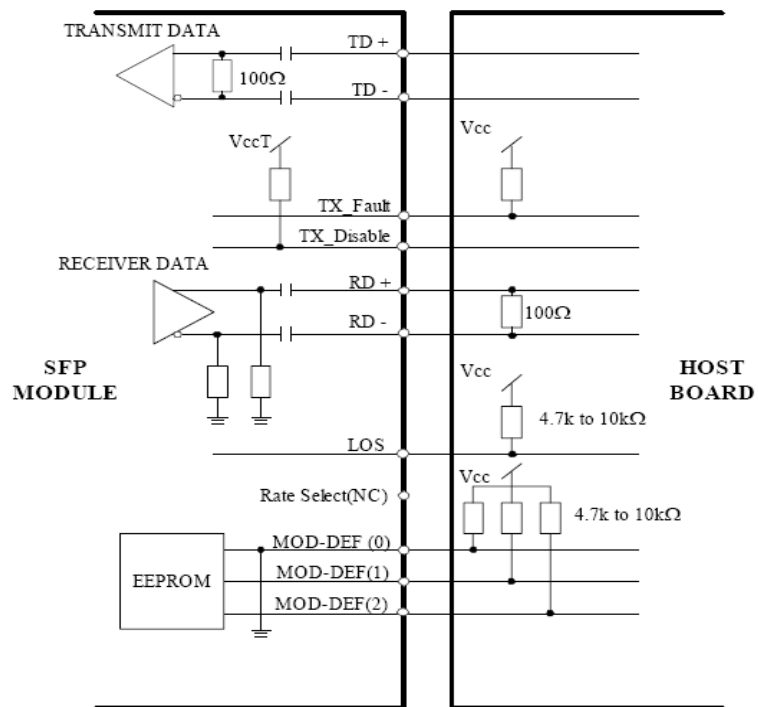 TRANSMIT DATA
TD +
100Ω
TD -
VccT
Vcc
TX_Fault
TX_Disable
RECEIVER DATA
RD +
100Ω
RD -
SFP
MODULE
HOST
BOARD
Vcc
4.7k to 10kΩ
LOS
Vcc
Rate Select(NC)
4.7k to 10kΩ
MOD-DEF (0)
EEPROM
MOD-DEF(1)
MOD-DEF(2)